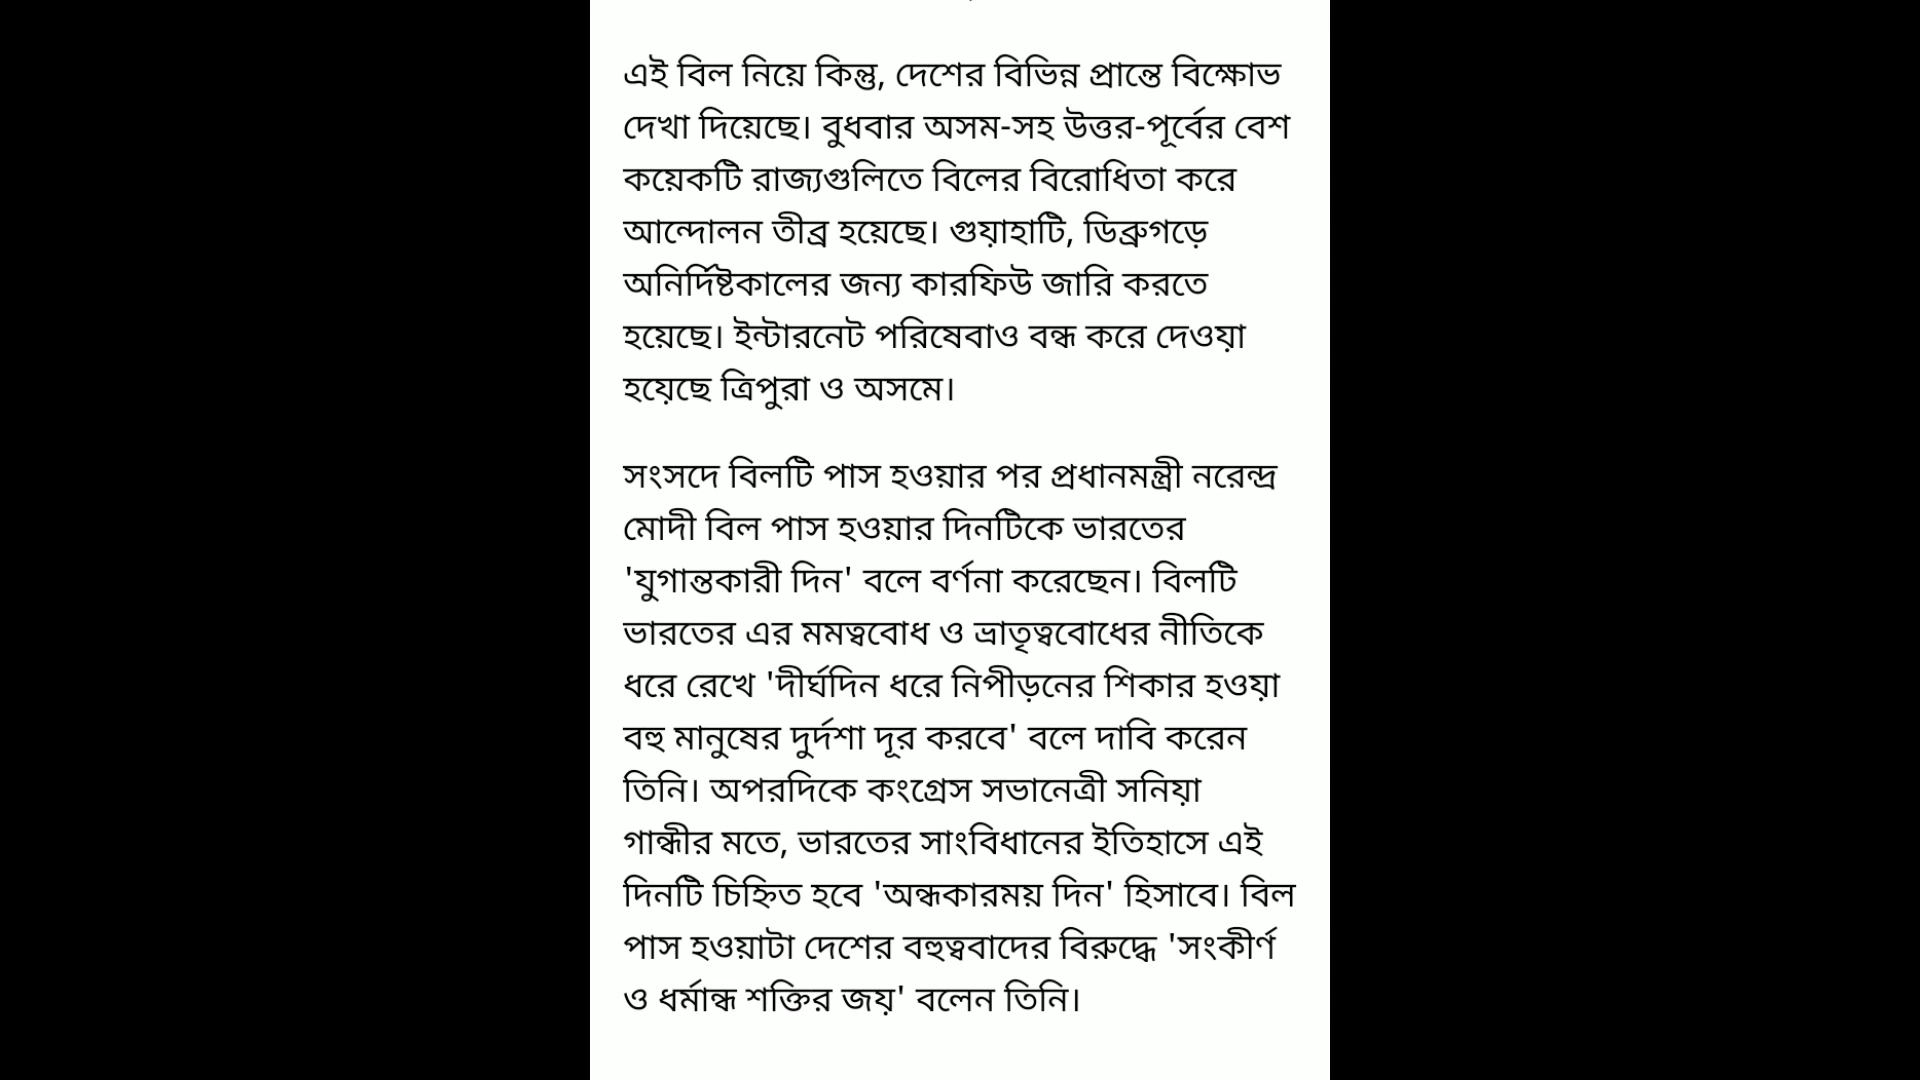 এই বিল নিয়ে কিন্তু, দেশের বিভিন্ন প্রান্তে বিক্ষোভ
দেখা দিয়েছে। বুধবার অসম-সহ উত্তর-পূর্বের বেশ
কয়েকটি রাজ্যগুলিতে বিলের বিরোধিতা করে
আন্দোলন তীব্র হয়েছে। গুয়াহাটি, ডিব্রুগড়ে
অনির্দিষ্টকালের জন্য কারফিউ জারি করতে
হয়েছে। ইন্টারনেট পরিষেবাও বন্ধ করে দেওয়া
হয়েছে ত্রিপুরা ও অসমে।
সংসদে বিলটি পাস হওয়ার পর প্রধানমন্ত্রী নরেন্দ্র
মোদী বিল পাস হওয়ার দিনটিকে ভারতের
'যুগান্তকারী দিন' বলে বর্ণনা করেছেন। বিলটি
ভারতের এর মমত্ববোধ ও ভ্রাতৃত্ববোধের নীতিকে
ধরে রেখে 'দীর্ঘদিন ধরে নিপীড়নের শিকার হওয়া
বহু মানুষের দুর্দশা দূর করবে' বলে দাবি করেন
তিনি। অপরদিকে কংগ্রেস সভানেত্রী সনিয়া
গান্ধীর মতে, ভারতের সাংবিধানের ইতিহাসে এই
দিনটি চিহ্নিত হবে 'অন্ধকারময় দিন' হিসাবে। বিল
পাস হওয়াটা দেশের বহুত্ববাদের বিরুদ্ধে 'সংকীর্ণ
ও ধর্মান্ধ শক্তির জয়' বলেন তিনি।